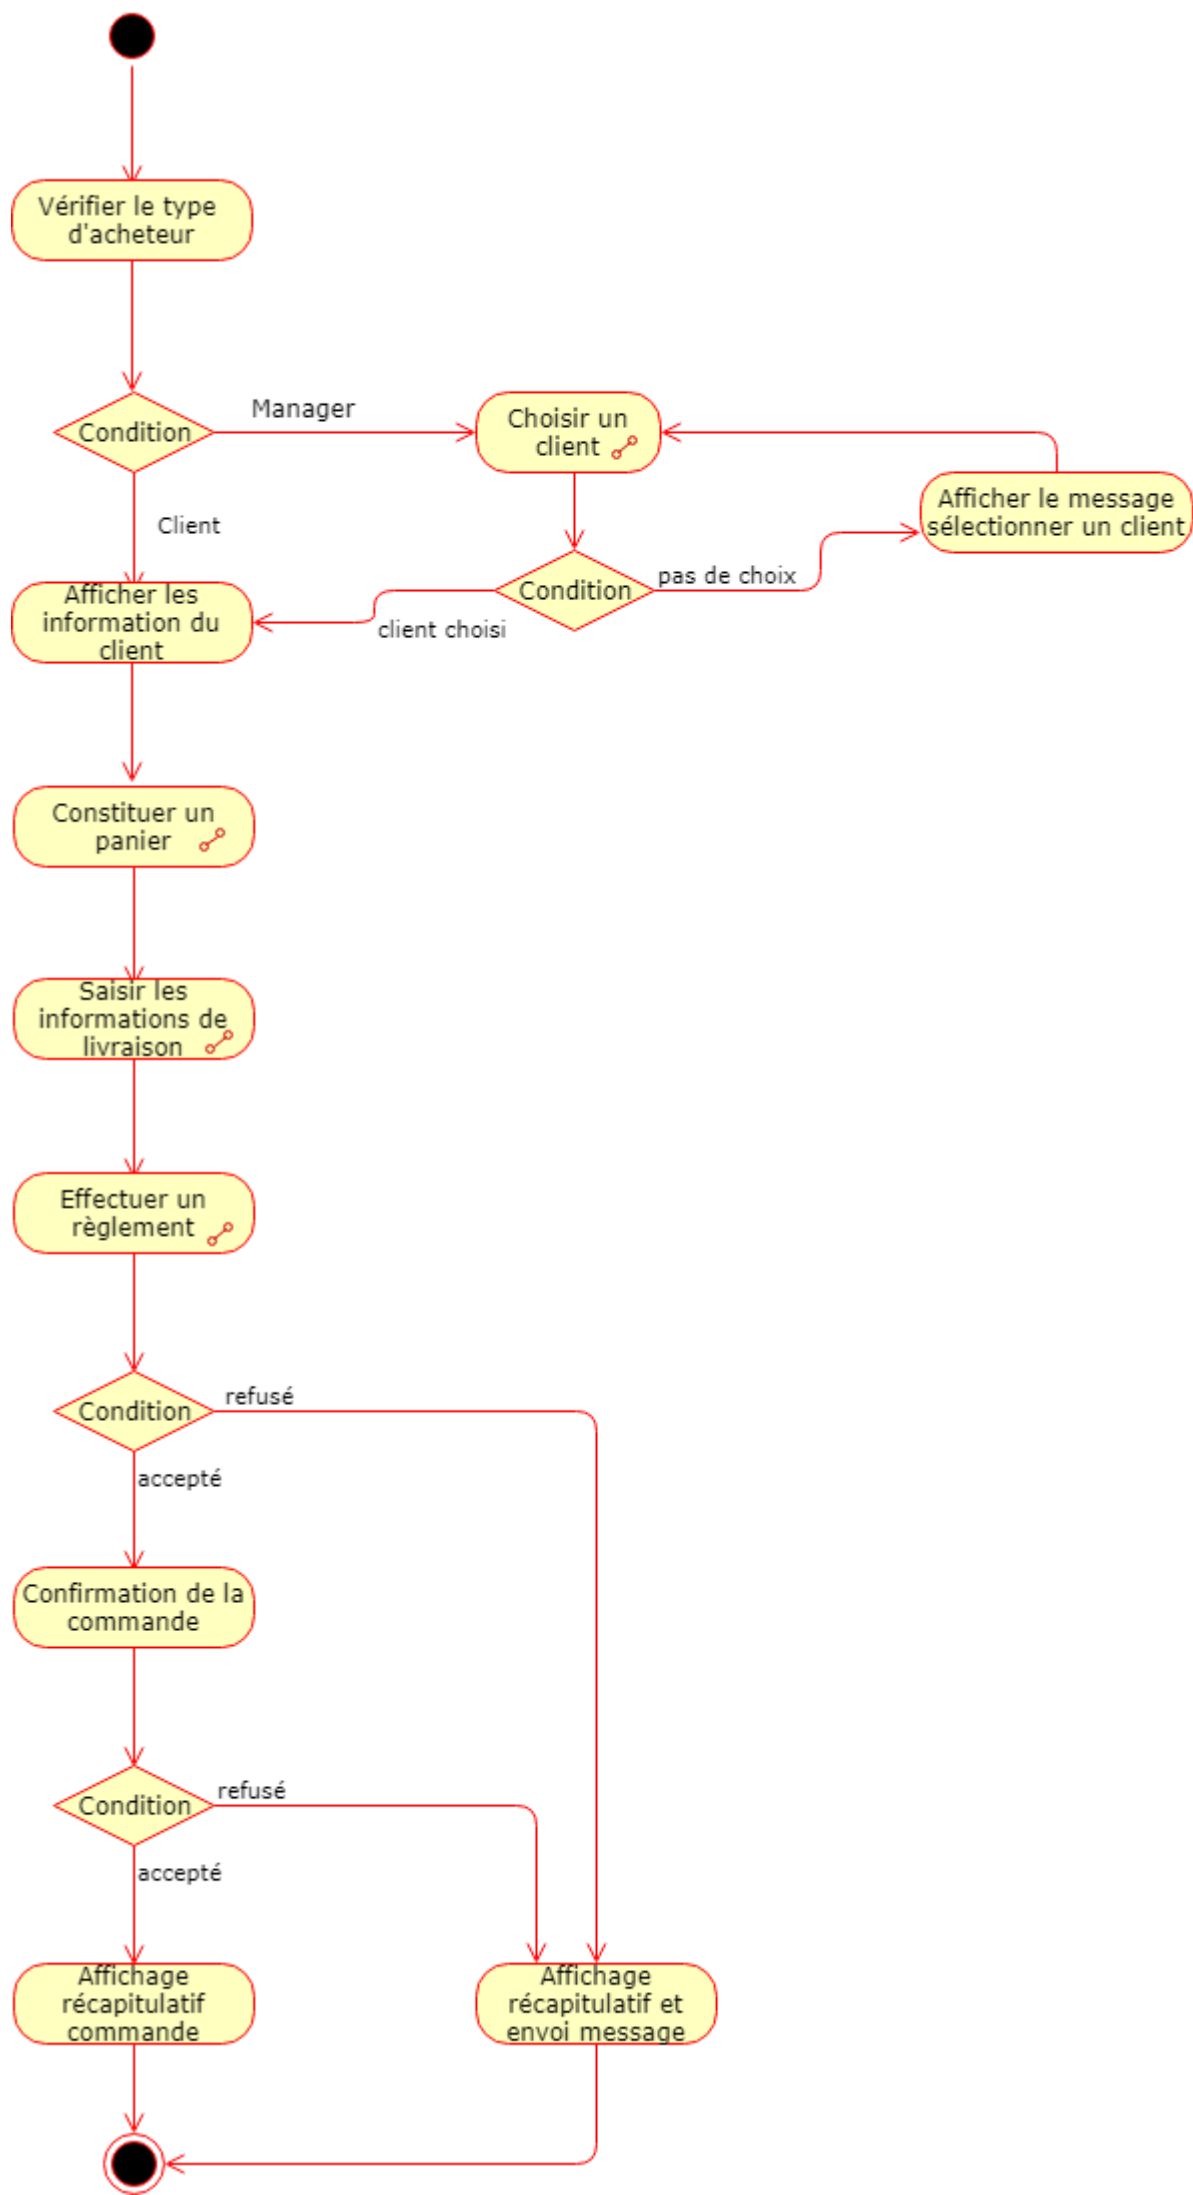 Vérifier le type
d'acheteur
Condition
Manager
Choisir un
client
Afficher le message
sélectionner un client
Client
Condition
pas de choix
client choisi
Afficher les
information du
client
Constituer un
panier
Saisir les
informations de
livraison
Effectuer un
règlement
Condition
refusé
accepté
Confirmation de la
commande
Condition
refusé
accepté
Affichage
récapitulatif
commande
Affichage
récapitulatif et
envoi message